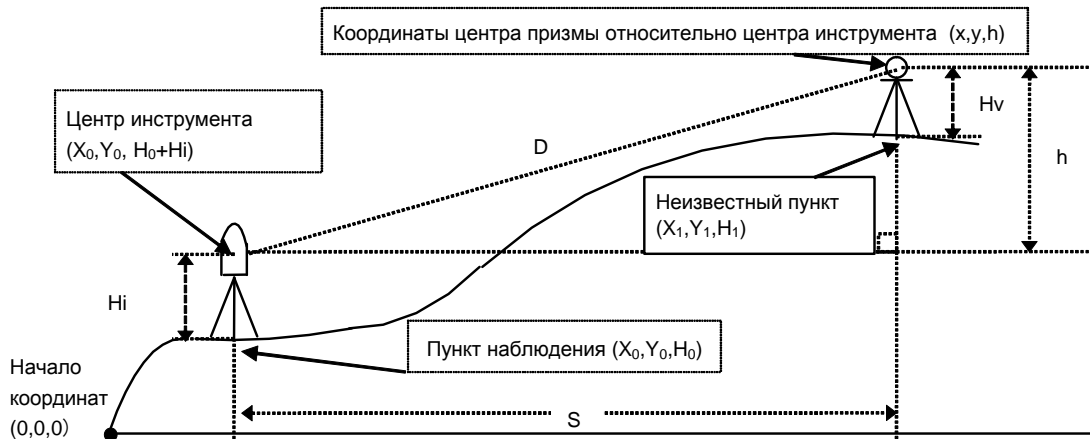 Координаты центра призмы относительно центра инструмента (x,y,h)
Центр инструмента
(X₀,Y₀, H₀+Hi)
Hv
D
h
Неизвестный пункт
(X₁,Y₁,H₁)
Hi
Пункт наблюдения (X₀,Y₀,H₀)
Начало
координат
(0,0,0)
S